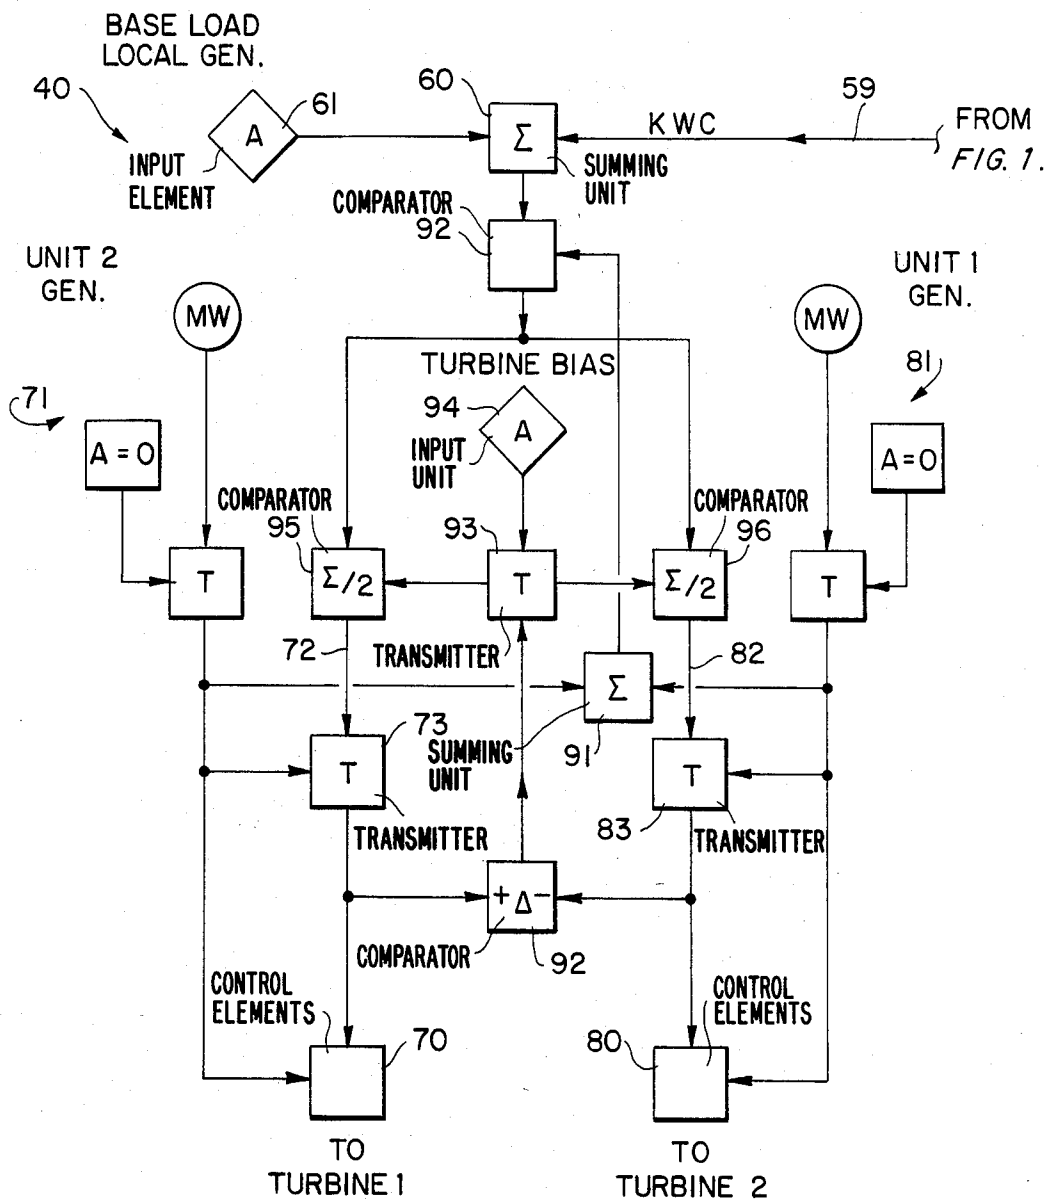 BASE LOAD
LOCAL GEN.
40
61
A
INPUT
ELEMENT
60
Σ
SUMMING
UNIT
KWC
59
FROM
FIG. 1.
COMPARATOR
92
UNIT 2
GEN.
MW
UNIT 1
GEN.
MW
71
A = 0
81
A=0
TURBINE BIAS
94
A
INPUT
UNIT
COMPARATOR
95
Σ/2
93
T
TRANSMITTER
COMPARATOR
96
Σ/2
T
T
72
82
Σ
91
SUMMING
UNIT
73
T
TRANSMITTER
T
83
TRANSMITTER
+ Δ -
COMPARATOR
92
CONTROL
ELEMENTS
70
80
CONTROL
ELEMENTS
TO
TURBINE 1
TO
TURBINE 2